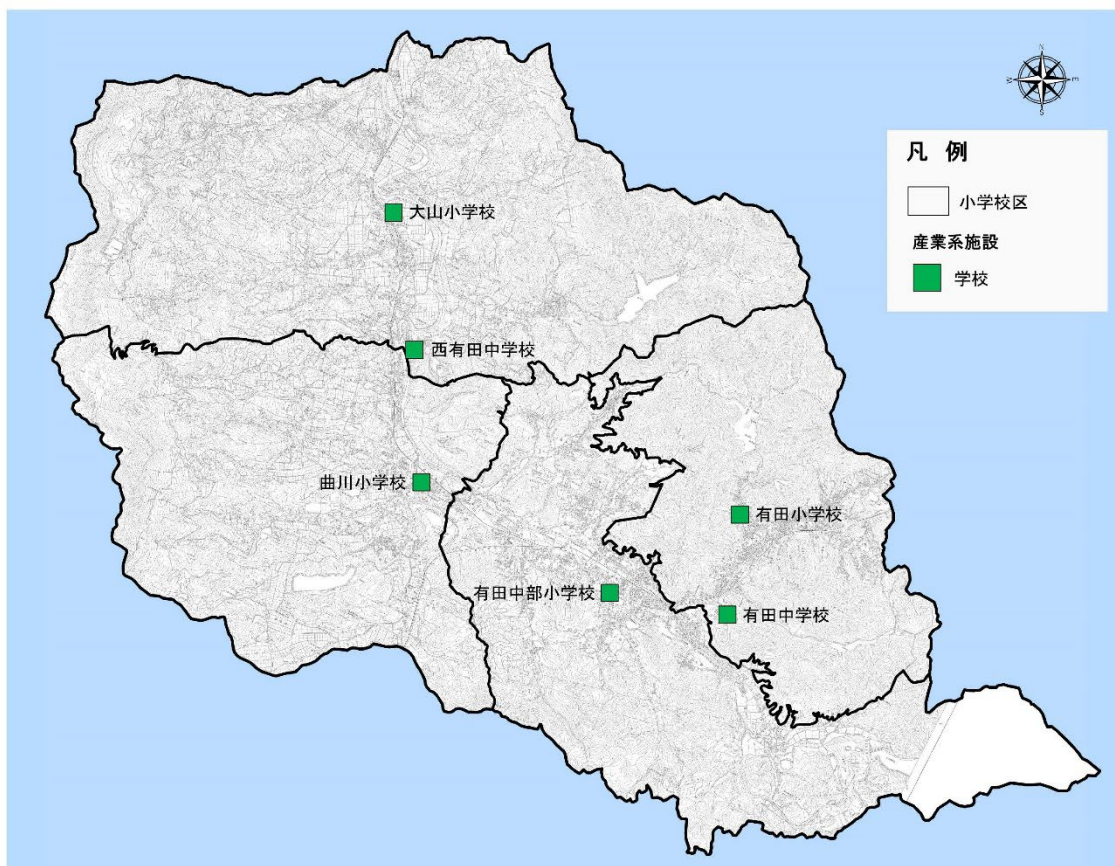 N
W
E
S
凡 例
小学校区
産業系施設
学校
大山小学校
西有田中学校
曲川小学校
有田小学校
有田中部小学校
有田中学校